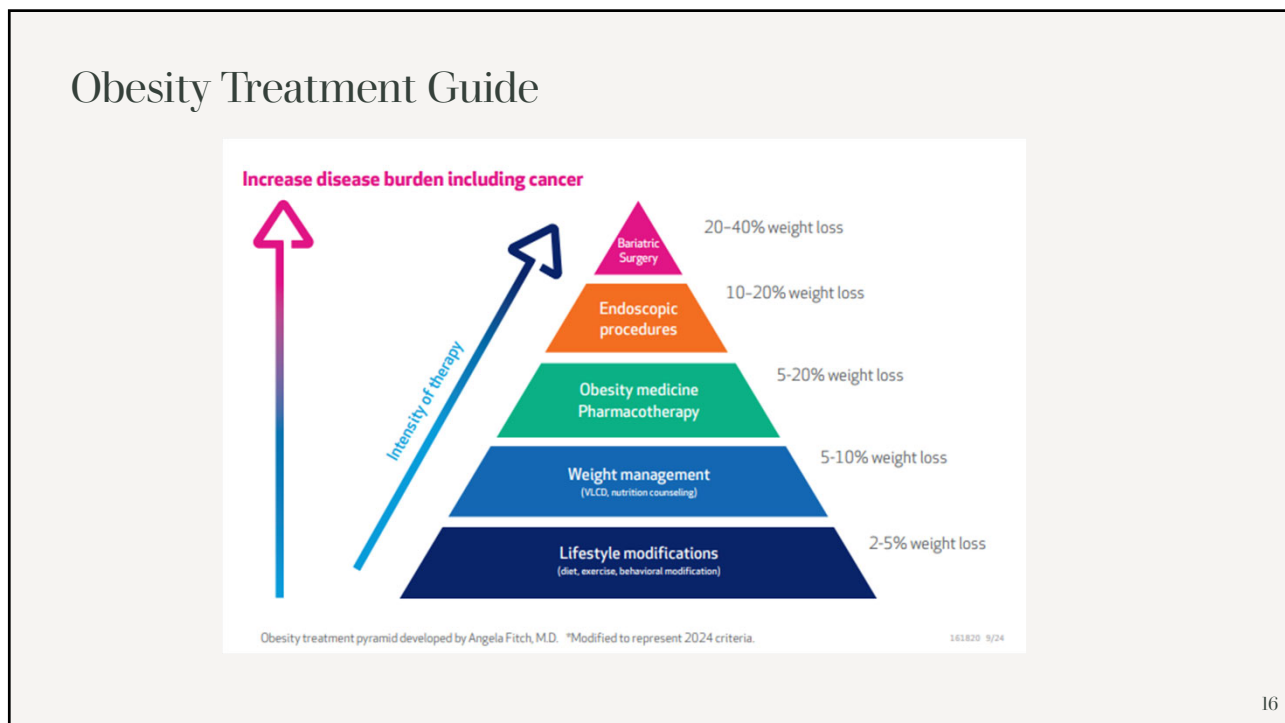 Obesity Treatment Guide
Increase disease burden including cancer
Intensity of therapy
Bariatric
Surgery
20–40% weight loss
Endoscopic
procedures
10–20% weight loss
Obesity medicine
Pharmacotherapy
5-20% weight loss
Weight management
(VLCD, nutrition counseling)
5-10% weight loss
Lifestyle modifications
(diet, exercise, behavioral modification)
2-5% weight loss
Obesity treatment pyramid developed by Angela Fitch, M.D. *Modified to represent 2024 criteria.
161820 9/24
16